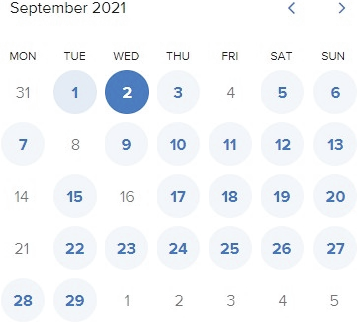 September 2021
MON TUE WED THU FRI SAT SUN
31 1 2 3 4 5 6
7 8 9 10 11 12 13
14 15 16 17 18 19 20
21 22 23 24 25 26 27
28 29 1 2 3 4 5